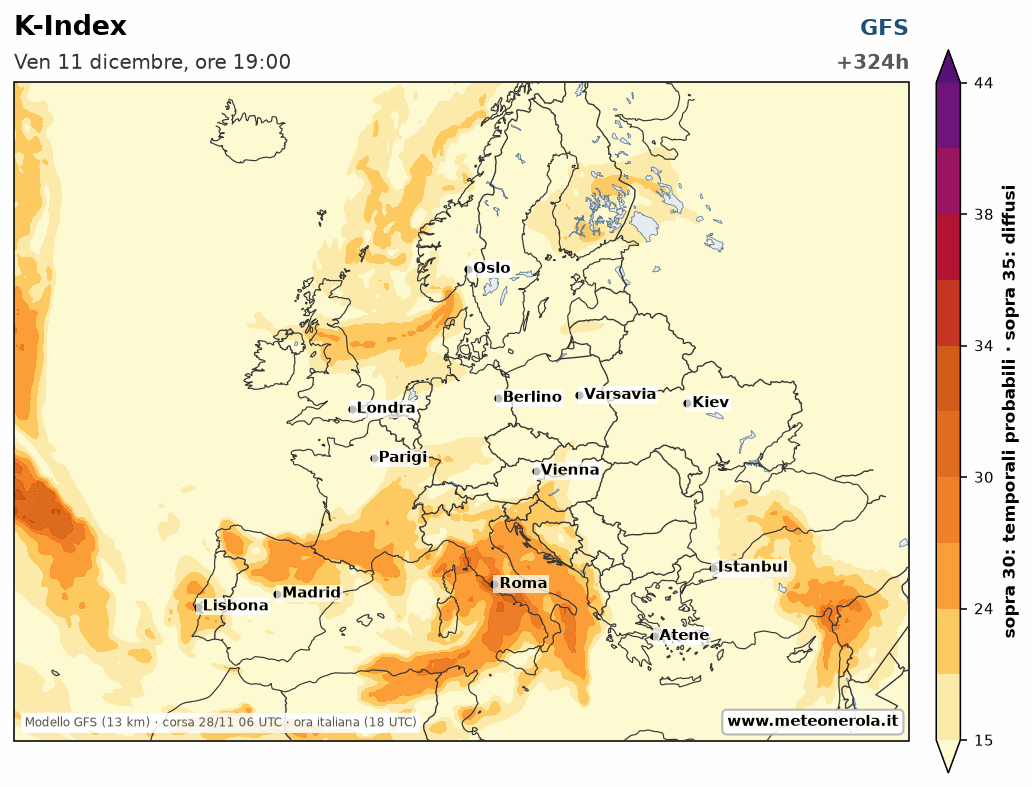 K-Index
GFS
Ven 11 dicembre, ore 19:00
+324h
44
38
34
30
24
15
sopra 30: temporali probabili · sopra 35: diffusi
Oslo
Berlino
Varsavia
Kiev
Londra
Parigi
Vienna
Istanbul
Roma
Madrid
Lisbona
Atene
Modello GFS (13 km) · corsa 28/11 06 UTC · ora italiana (18 UTC)
www.meteonerola.it